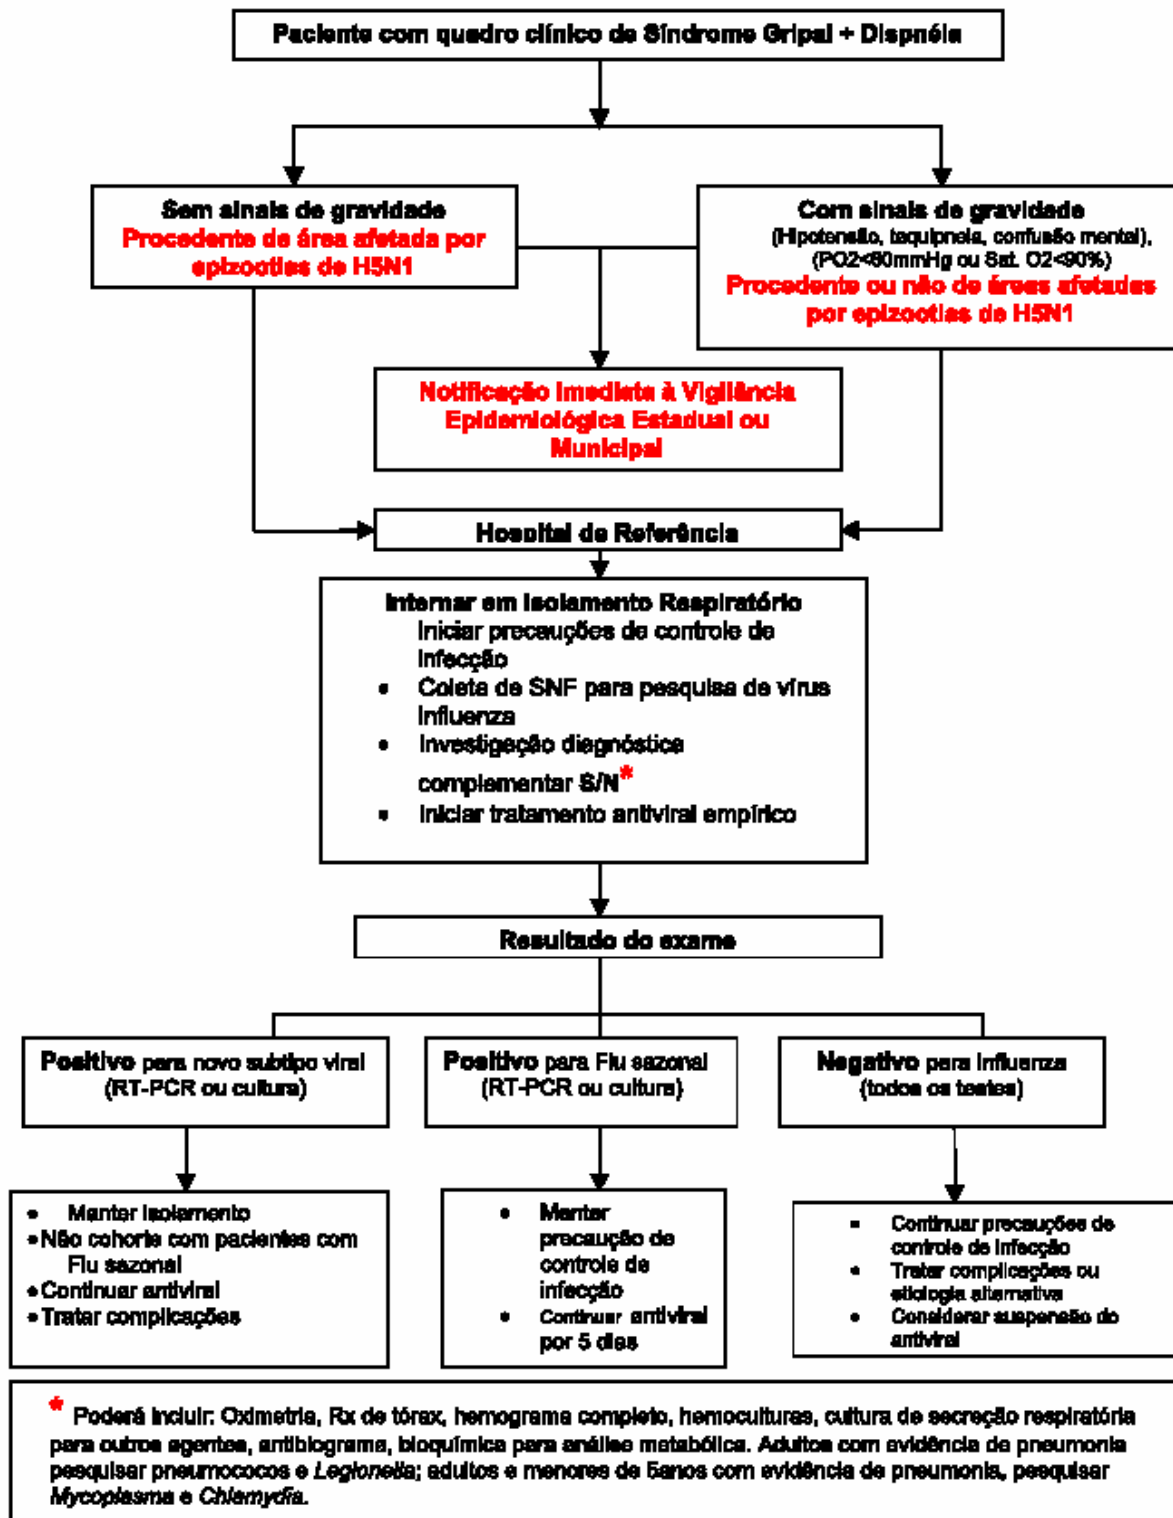 Paciente com quadro clínico de Síndrome Gripal + Dispnéia
Sem sinais de gravidade
Procedente de área afetada por
epizootias de H5N1
Com sinais de gravidade
(Hipotensão, taquipneia, confusão mental),
(PO2<60mmHg ou Sat. O2<90%)
Procedente ou não de áreas afetadas
por epizootias de H5N1
Notificação Imediata à Vigilância
Epidemiológica Estadual ou
Municipal
Hospital de Referência
Internar em Isolamento Respiratório
Iniciar precauções de controle de
infecção
• Coleta de SNF para pesquisa de vírus
Influenza
• Investigação diagnóstica
complementar S/N*
• Iniciar tratamento antiviral empírico
Resultado do exame
Positivo para novo subtipo viral
(RT-PCR ou cultura)
Positivo para Flu sazonal
(RT-PCR ou cultura)
Negativo para Influenza
(todos os testes)
• Manter isolamento
• Não cohorte com pacientes com
Flu sazonal
• Continuar antiviral
• Tratar complicações
• Manter
precaução de
controle de
infecção
• Continuar antiviral
por 5 dias
• Continuar precauções de
controle de infecção
• Tratar complicações ou
etiologia alternativa
• Considerar suspensão do
antiviral
* Poderá incluir: Oximetria, Rx de tórax, hemograma completo, hemoculturas, cultura de secreção respiratória
para outros agentes, antibiograma, bioquímica para análise metabólica. Adultos com evidência de pneumonia
pesquisar pneumococos e Legionella; adultos e menores de 5anos com evidência de pneumonia, pesquisar
Mycoplasma e Chlamydia.